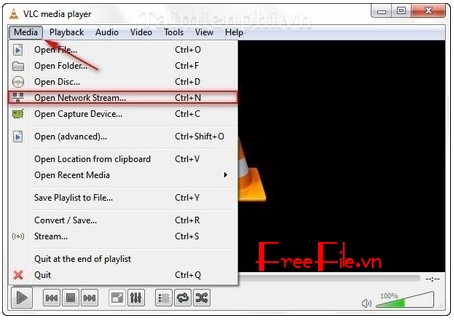 VLC media player
Taimienphi.vn
Media Playback Audio Video Tools View Help
Open File... Ctrl+O
Open Folder... Ctrl+F
Open Disc... Ctrl+D
Open Network Stream... Ctrl+N
Open Capture Device... Ctrl+C
Open (advanced)... Ctrl+Shift+O
Open Location from clipboard Ctrl+V
Open Recent Media
Save Playlist to File... Ctrl+Y
Convert / Save... Ctrl+R
Stream... Ctrl+S
Quit at the end of playlist
Quit Ctrl+Q
FreeFile.vn
--:--
100%